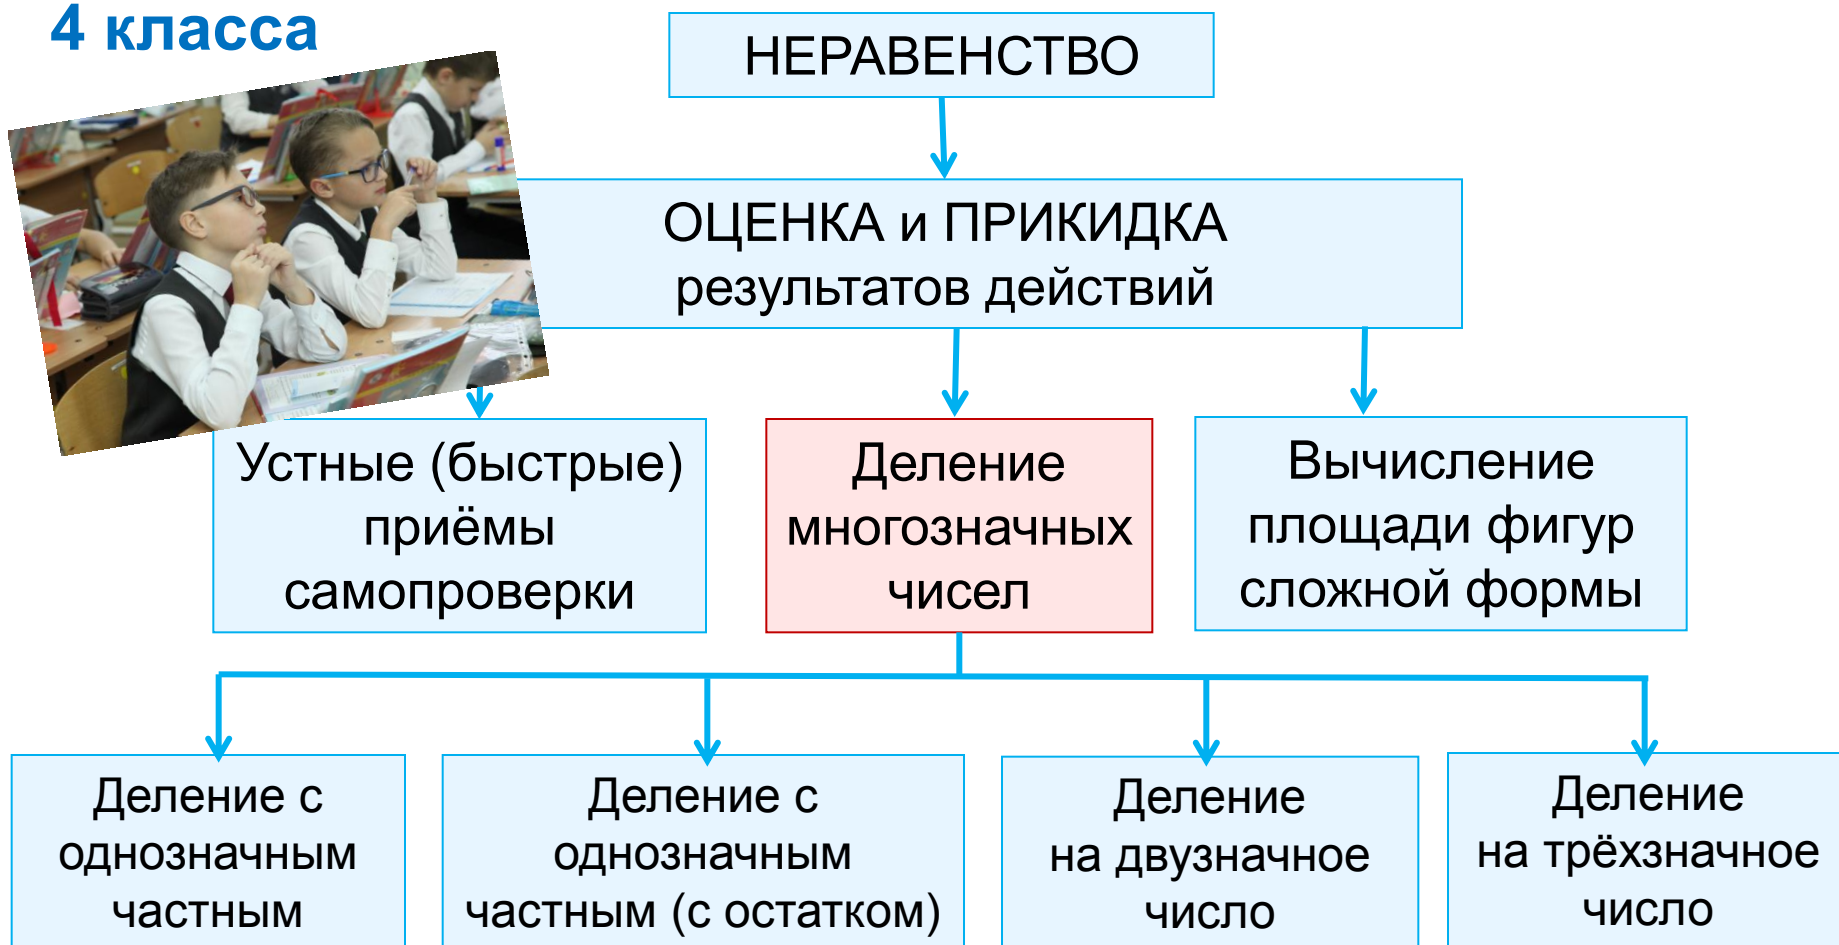 4 класса
НЕРАВЕНСТВО
ОЦЕНКА и ПРИКИДКА
результатов действий
Устные (быстрые)
приёмы
самопроверки
Деление
многозначных
чисел
Вычисление
площади фигур
сложной формы
Деление с
однозначным
частным
Деление с
однозначным
частным (с остатком)
Деление
на двузначное
число
Деление
на трёхзначное
число